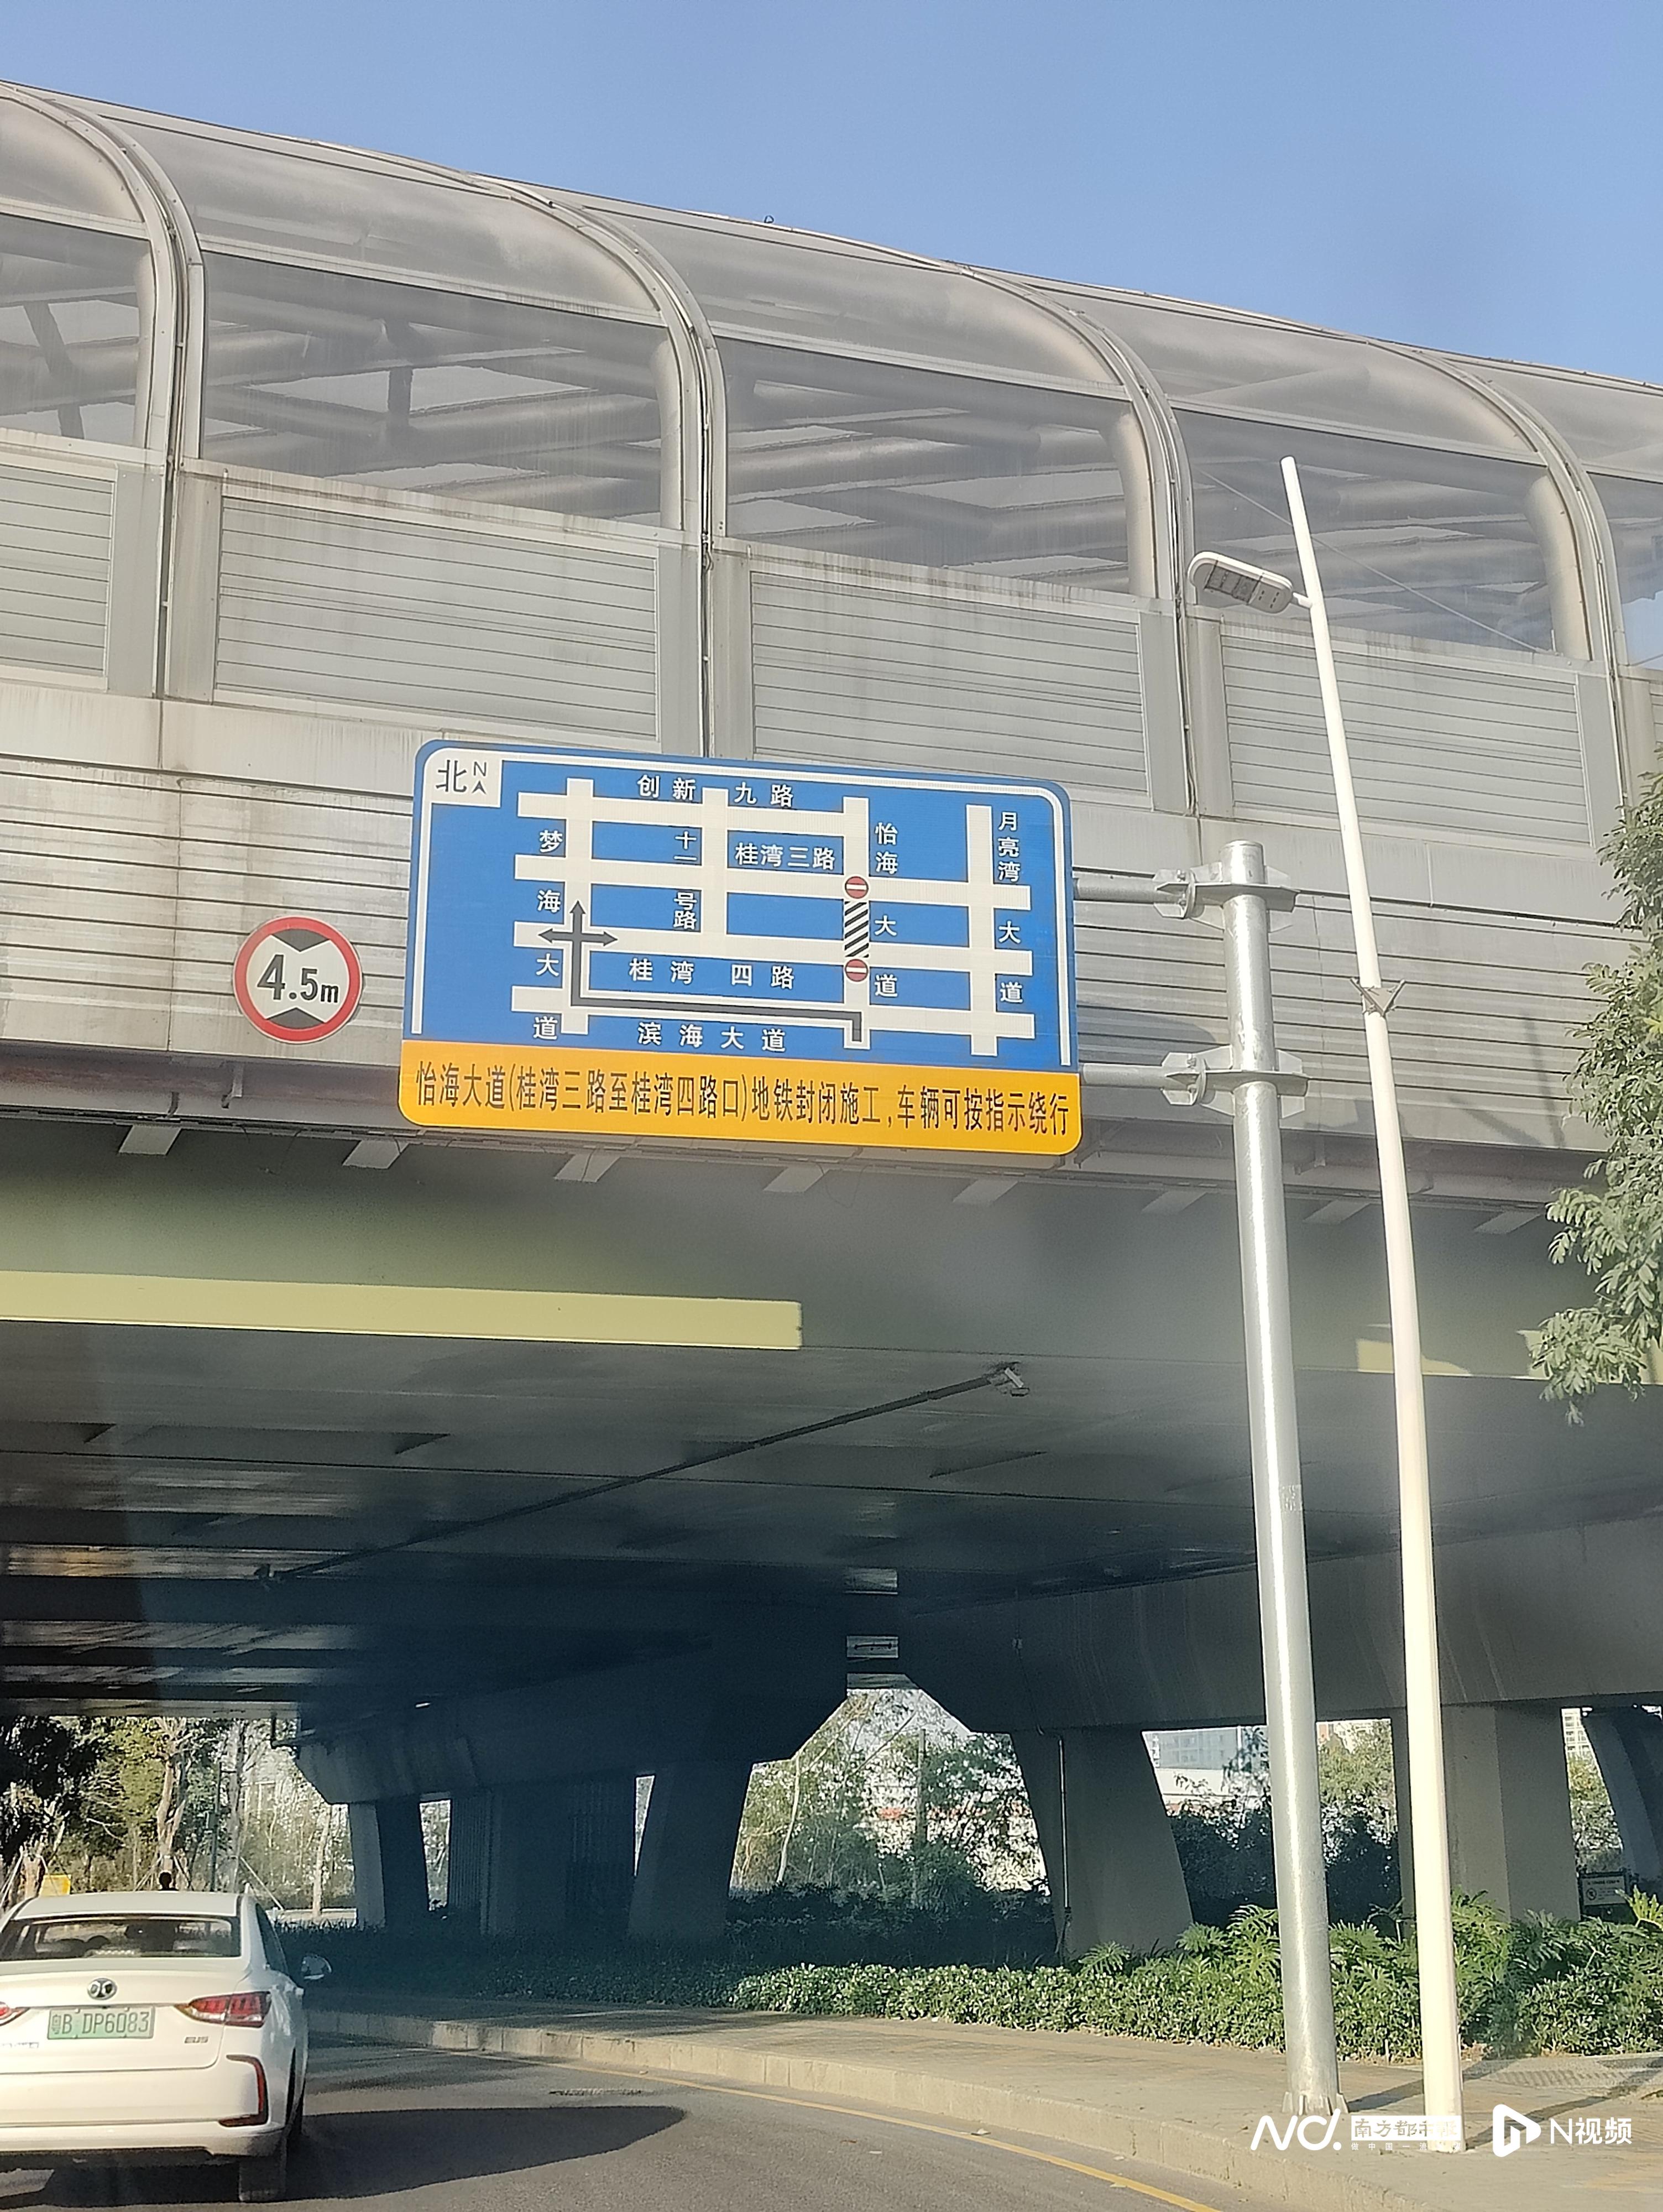 北 N
创新九路
梦海大道
十一号路
桂湾三路
怡海大道
月亮湾大道
桂湾四路
滨海大道
怡海大道(桂湾三路至桂湾四路口)地铁封闭施工,车辆可按指示绕行
4.5m
粤B DP6083
南方都市报
N视频